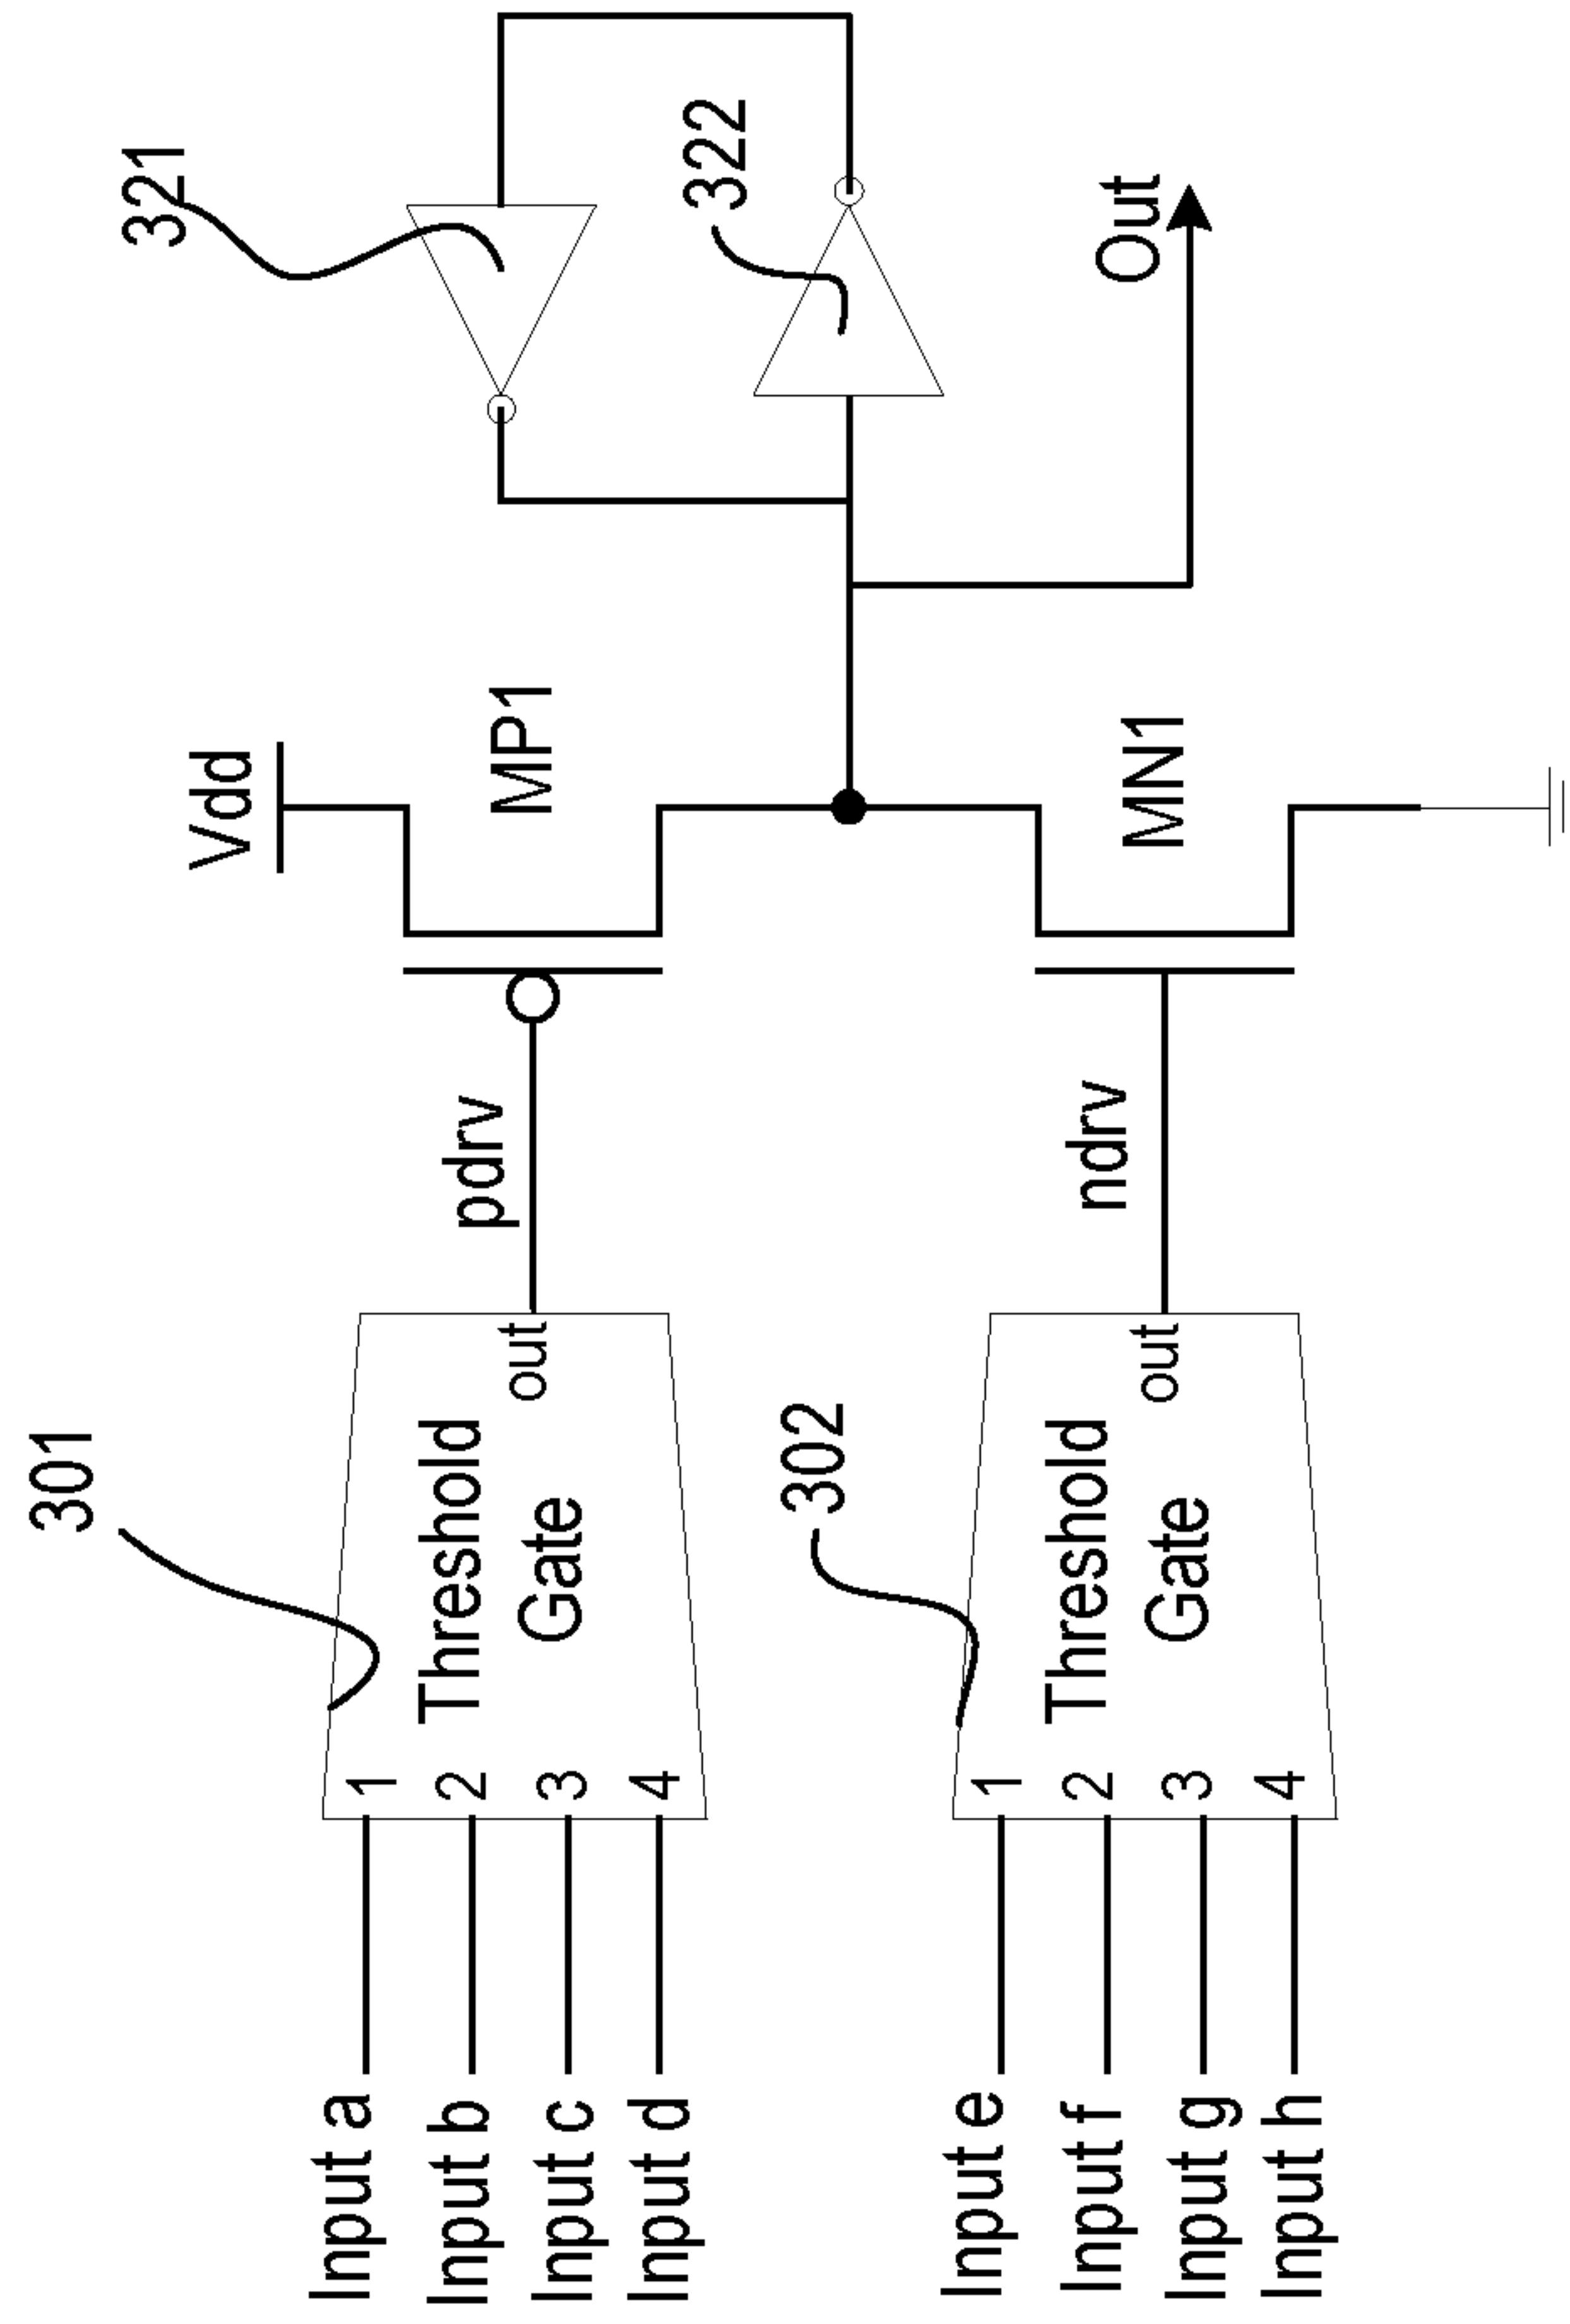 Input a
Input b
Input c
Input d
1
2
3
4
Threshold
Gate
out
301
pdrv
Vdd
MP1
321
322
Input e
Input f
Input g
Input h
1
2
3
4
Threshold
Gate
out
302
ndrv
MN1
Out